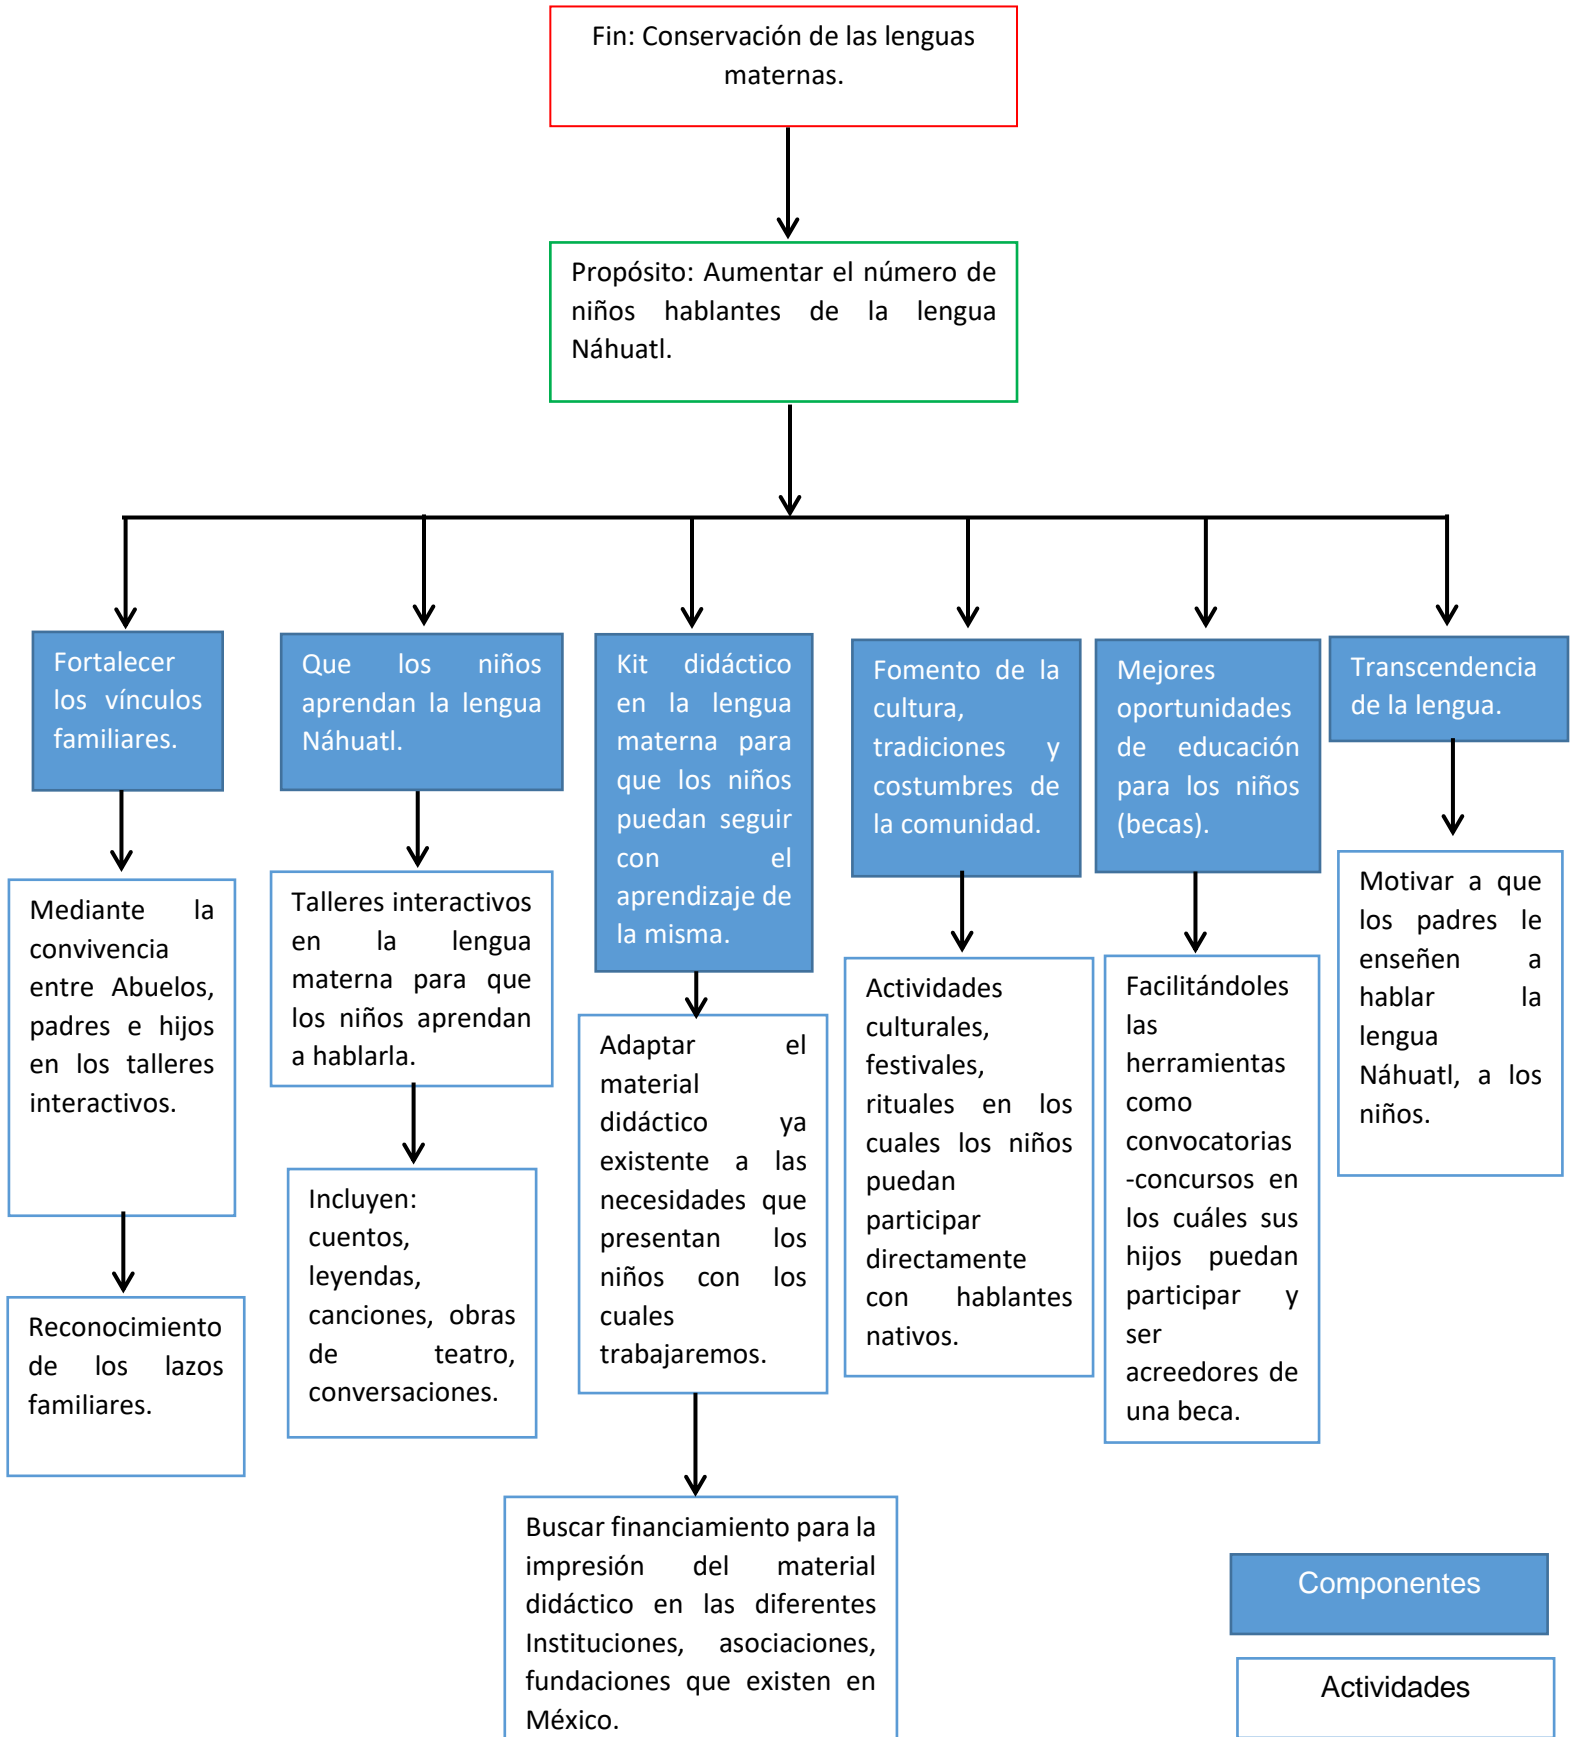 Fin: Conservación de las lenguas
maternas.
Propósito: Aumentar el número de
niños hablantes de la lengua
Náhuatl.
Fortalecer
los vínculos
familiares.
Que los niños
aprendan la lengua
Náhuatl.
Kit didáctico
en la lengua
materna para
que los niños
puedan seguir
con el
aprendizaje de
la misma.
Fomento de la
cultura,
tradiciones y
costumbres de
la comunidad.
Mejores
oportunidades
de educación
para los niños
(becas).
Transcendencia
de la lengua.
Mediante la
convivencia
entre Abuelos,
padres e hijos
en los talleres
interactivos.
Talleres interactivos
en la lengua
materna para que
los niños aprendan
a hablarla.
Adaptar el
material
didáctico ya
existente a las
necesidades que
presentan los
niños con los
cuales
trabajaremos.
Actividades
culturales,
festivales,
rituales en los
cuales los niños
puedan
participar
directamente
con hablantes
nativos.
Facilitándoles
las
herramientas
como
convocatorias
-concursos en
los cuáles sus
hijos puedan
participar y
ser
acreedores de
una beca.
Motivar a que
los padres le
enseñen a
hablar la
lengua
Náhuatl, a los
niños.
Reconocimiento
de los lazos
familiares.
Incluyen:
cuentos,
leyendas,
canciones, obras
de teatro,
conversaciones.
Buscar financiamiento para la
impresión del material
didáctico en las diferentes
Instituciones, asociaciones,
fundaciones que existen en
México.
Componentes
Actividades